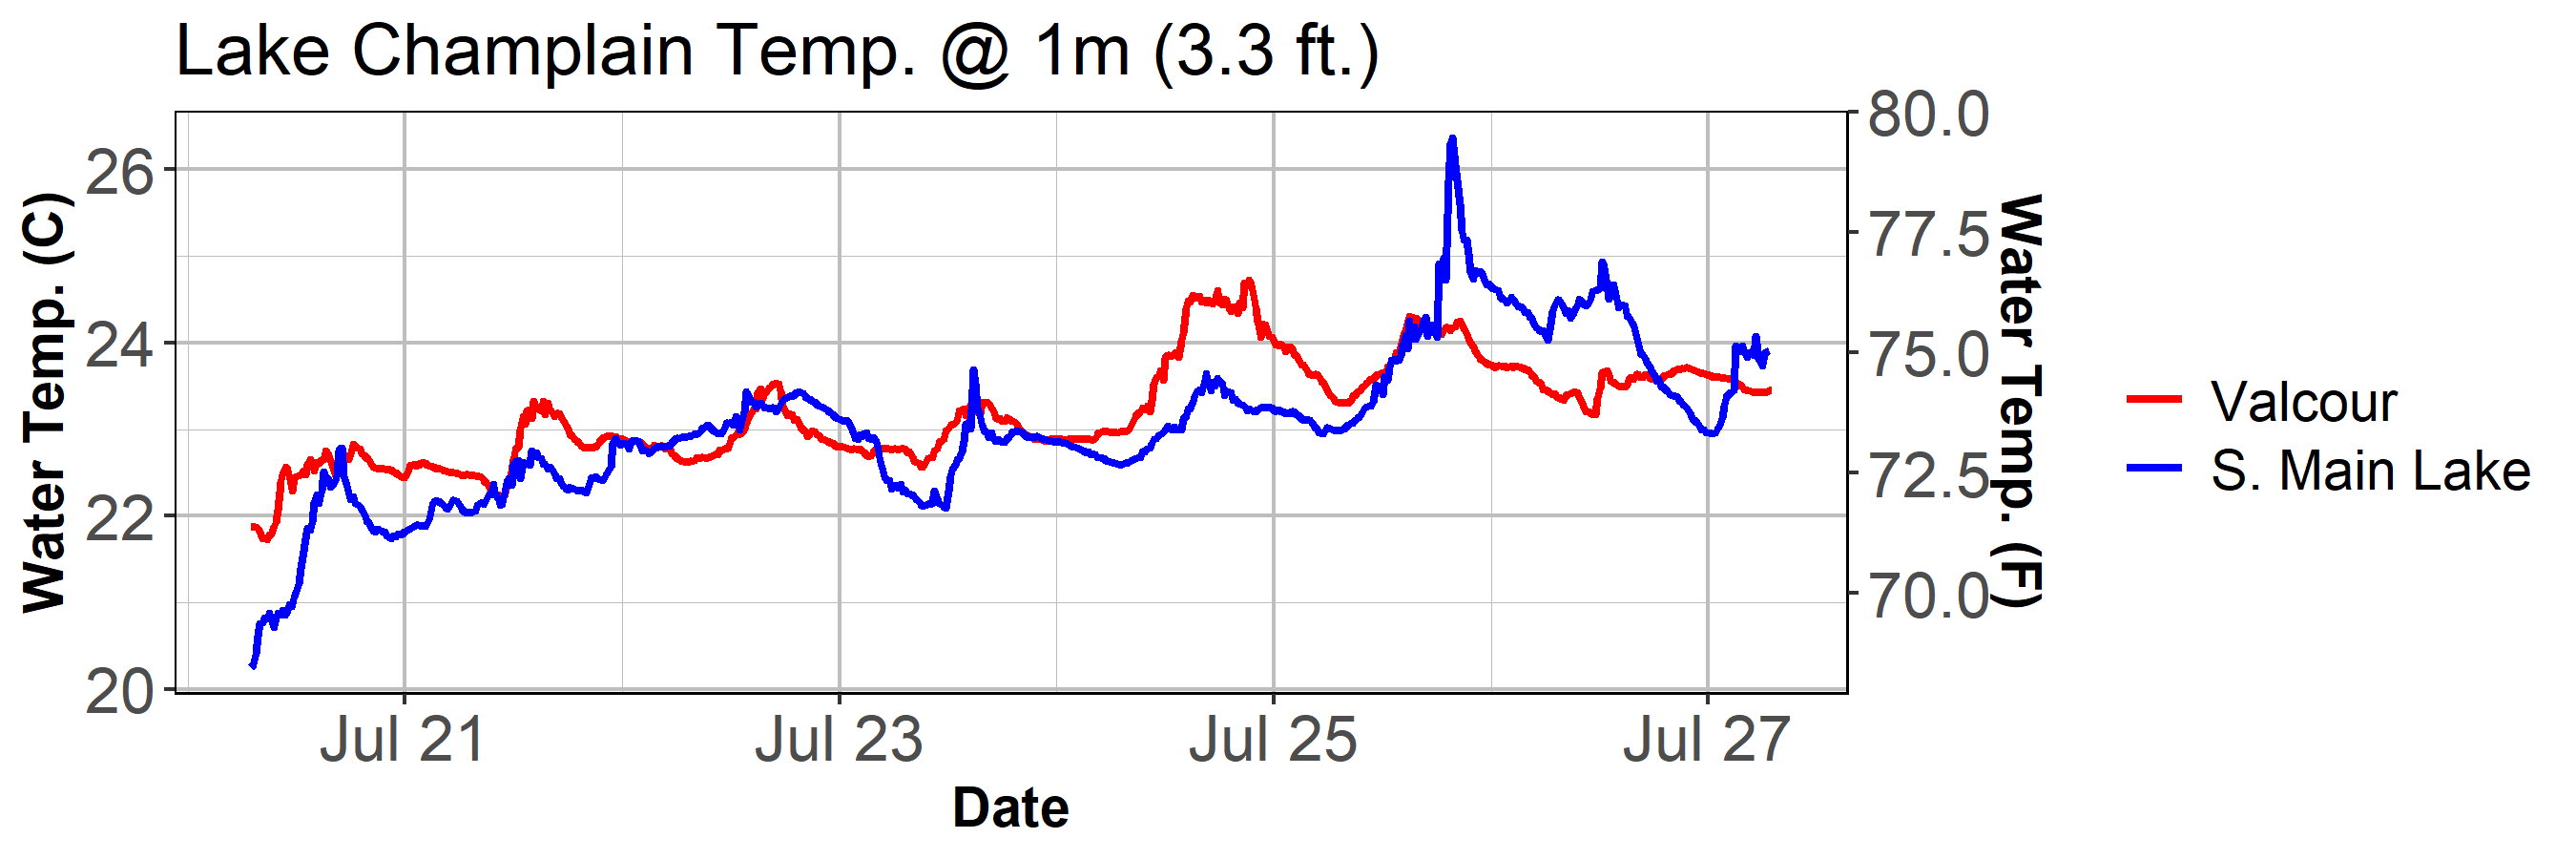 Lake Champlain Temp. @ 1m (3.3 ft.)
Water Temp. (C)
26
24
22
20
80.0
77.5
75.0
72.5
70.0
Water Temp. (F)
Jul 21
Jul 23
Jul 25
Jul 27
Date
Valcour
S. Main Lake